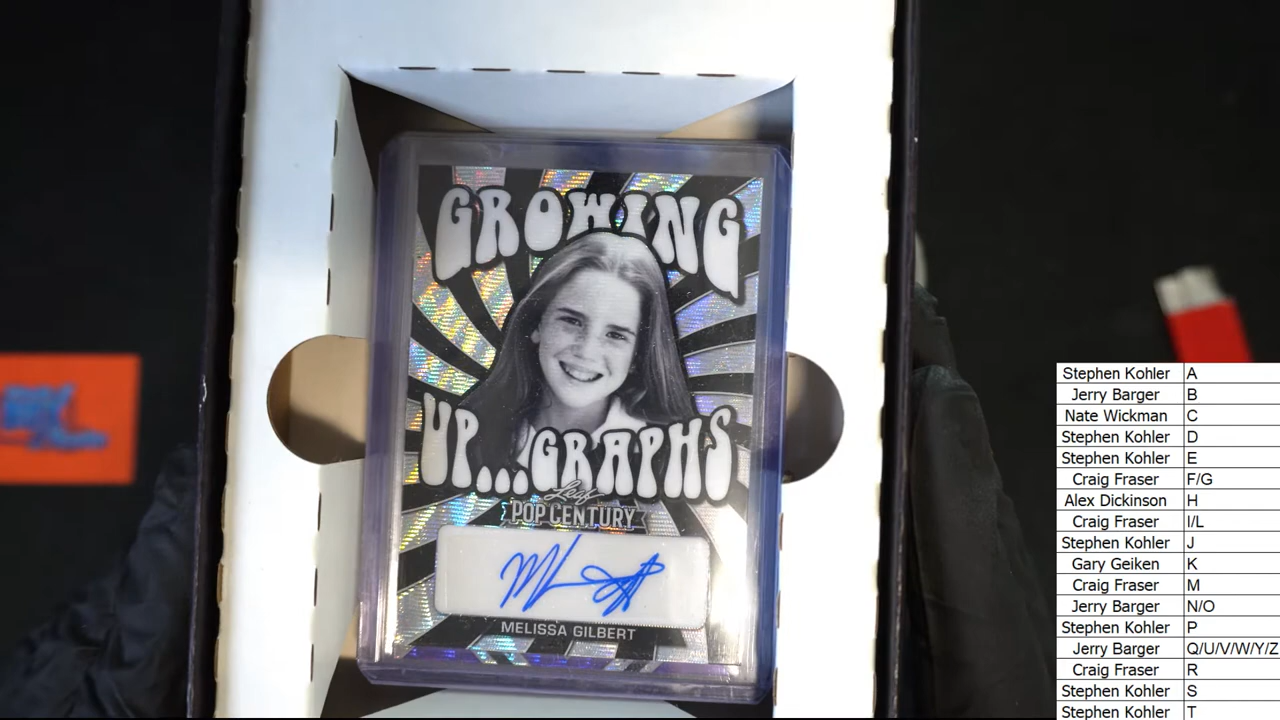 GROWING
UP...GRAPHS
Leaf
POP CENTURY
MELISSA GILBERT
Stephen Kohler A
Jerry Barger B
Nate Wickman C
Stephen Kohler D
Stephen Kohler E
Craig Fraser F/G
Alex Dickinson H
Craig Fraser I/L
Stephen Kohler J
Gary Geiken K
Craig Fraser M
Jerry Barger N/O
Stephen Kohler P
Jerry Barger Q/U/V/W/Y/Z
Craig Fraser R
Stephen Kohler S
Stephen Kohler T